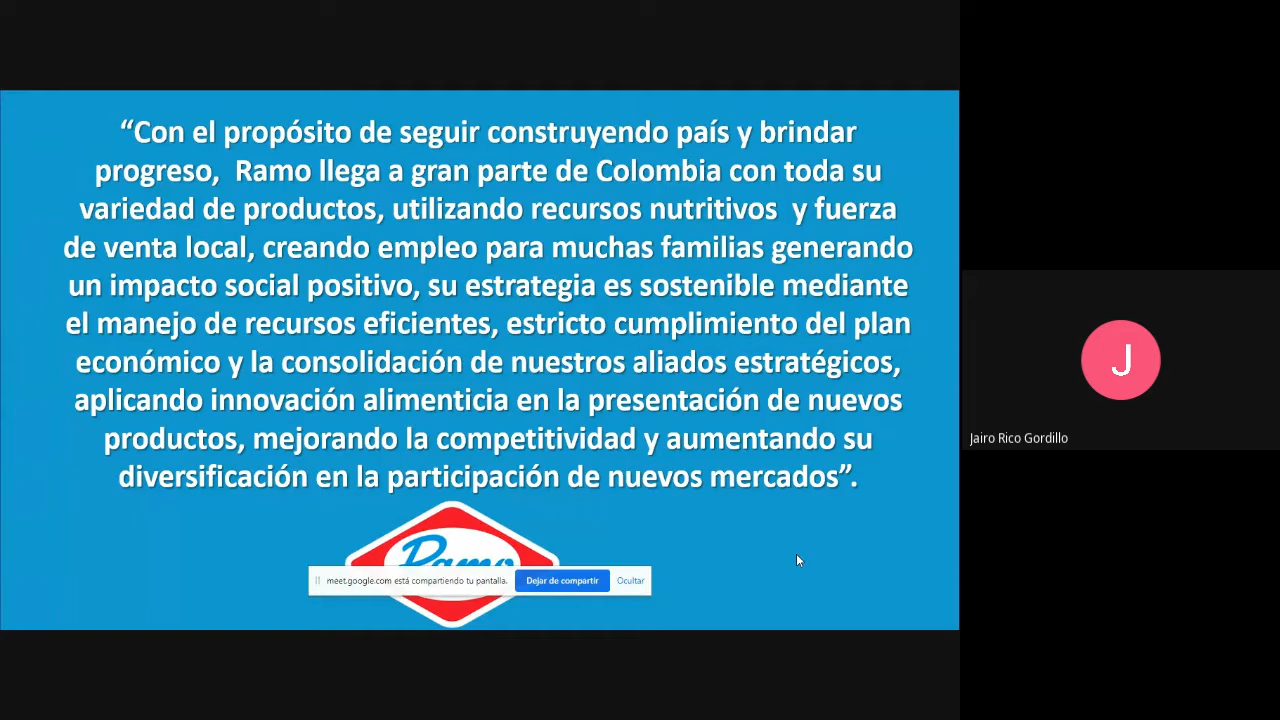 “Con el propósito de seguir construyendo país y brindar
progreso,  Ramo llega a gran parte de Colombia con toda su
variedad de productos, utilizando recursos nutritivos  y fuerza
de venta local, creando empleo para muchas familias generando
un impacto social positivo, su estrategia es sostenible mediante
el manejo de recursos eficientes, estricto cumplimiento del plan
económico y la consolidación de nuestros aliados estratégicos,
aplicando innovación alimenticia en la presentación de nuevos
productos, mejorando la competitividad y aumentando su
diversificación en la participación de nuevos mercados”.
Ramo
meet.google.com está compartiendo tu pantalla.
Dejar de compartir
Ocultar
J
Jairo Rico Gordillo